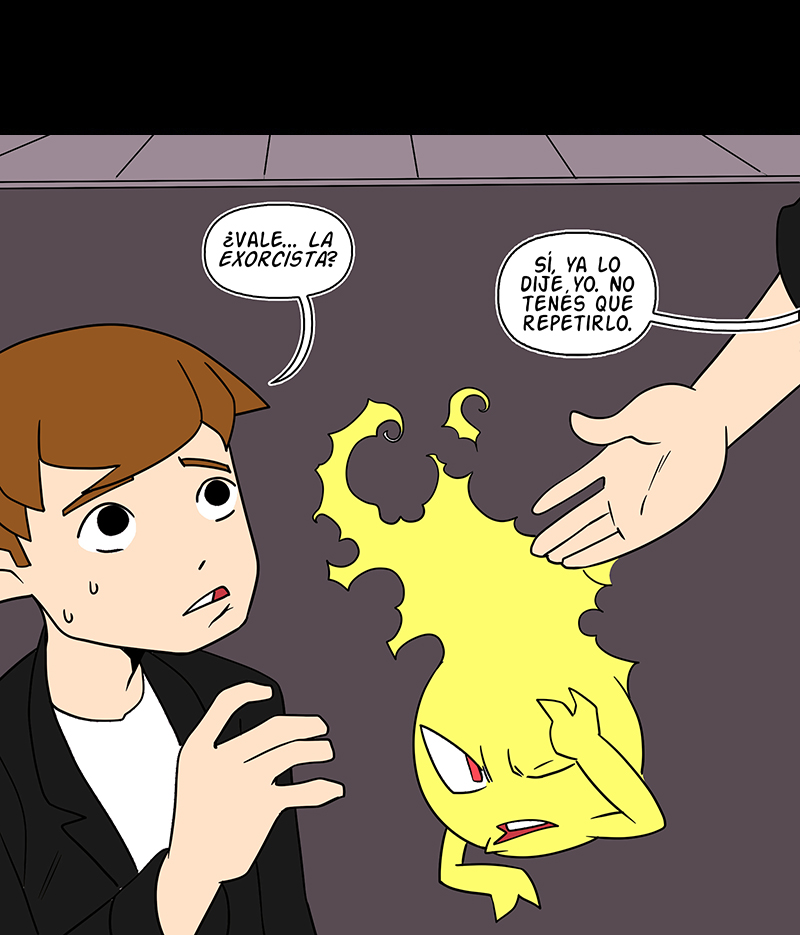 ¿VALE... LA
EXORCISTA?
SÍ, YA LO
DIJE YO. NO
TENÉS QUE
REPETIRLO.